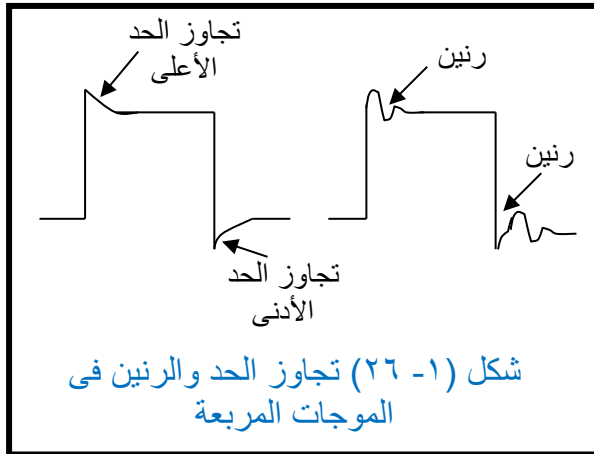 تجاوز الحد
الأعلى
رنين
رنين
تجاوز الحد
الأدنى
شكل (١- ٢٦) تجاوز الحد والرنين فى
الموجات المربعة